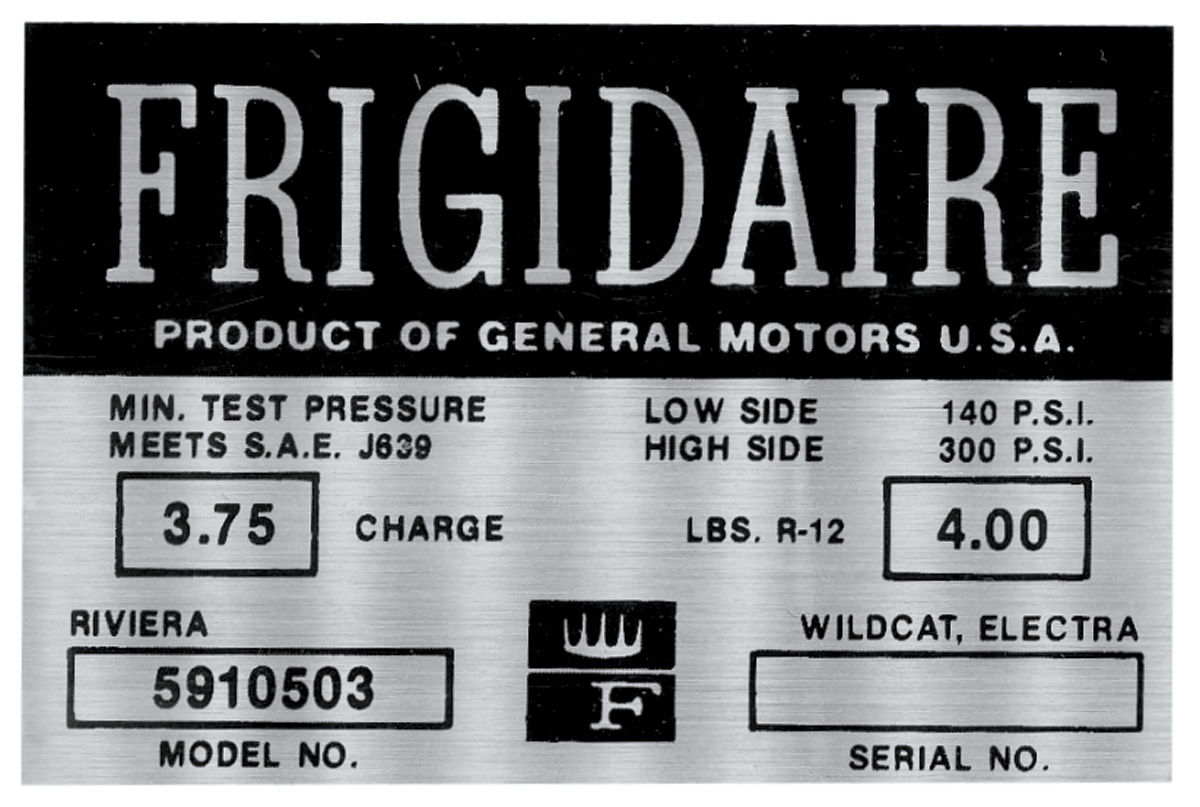 FRIGIDAIRE
PRODUCT OF GENERAL MOTORS U.S.A.
MIN. TEST PRESSURE LOW SIDE 140 P.S.I.
MEETS S.A.E. J639 HIGH SIDE 300 P.S.I.
3.75 CHARGE LBS. R-12 4.00
RIVIERA WILDCAT, ELECTRA
5910503
F
MODEL NO. SERIAL NO.